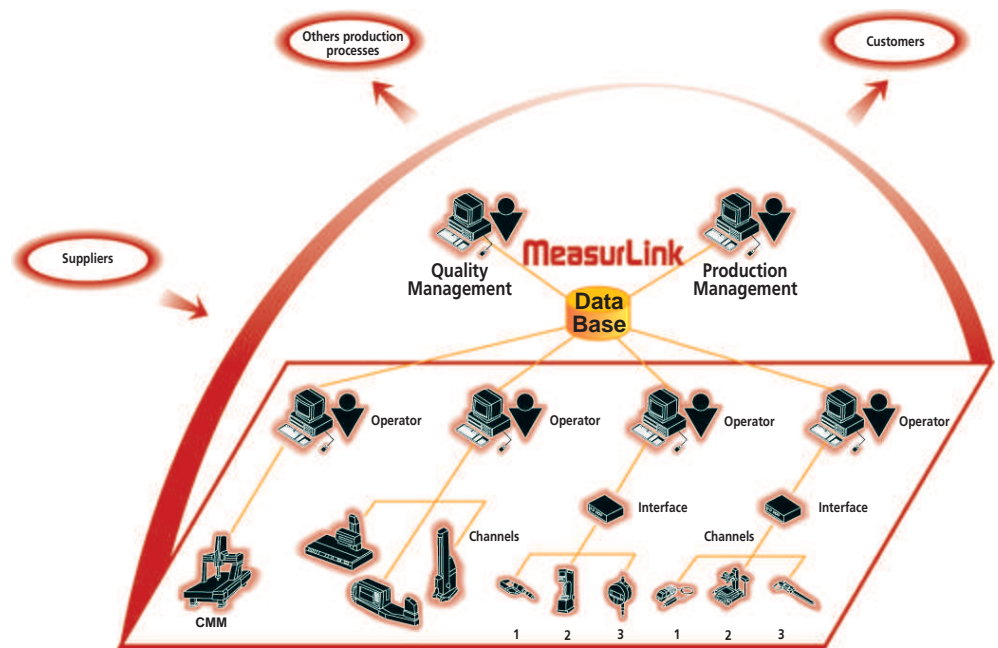 Others production
processes
Customers
Suppliers
MeasurLink
Quality
Management
Production
Management
Data
Base
Operator
Operator
Operator
Operator
Interface
Interface
Channels
Channels
CMM
1
2
3
1
2
3